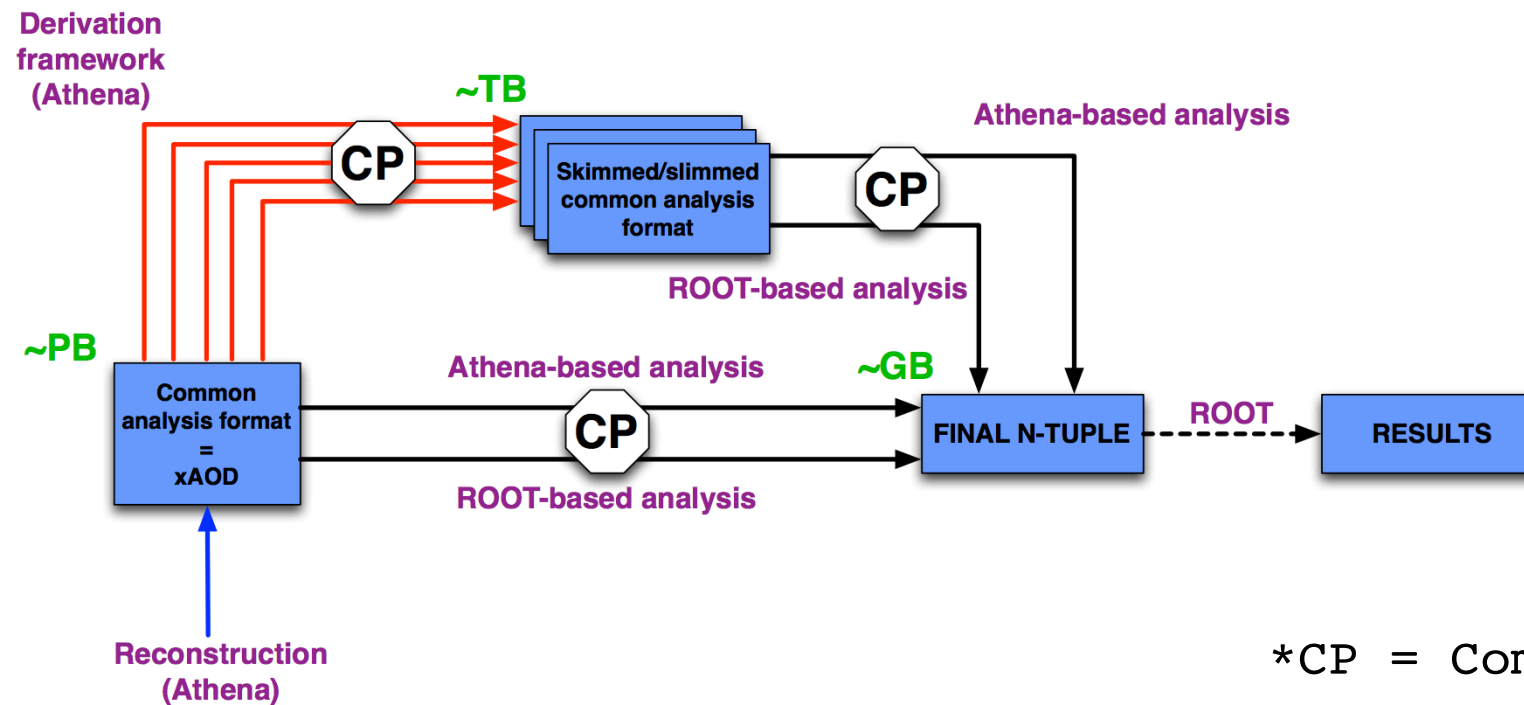 Derivation
framework
(Athena)
~TB
CP
Skimmed/slimmed
common analysis
format
CP
Athena-based analysis
ROOT-based analysis
~PB
Common
analysis format
=
xAOD
Athena-based analysis
CP
ROOT-based analysis
~GB
FINAL N-TUPLE
ROOT
RESULTS
Reconstruction
(Athena)
*CP =